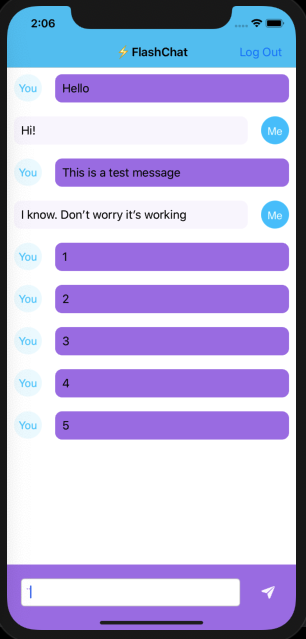 2:06
⚡️FlashChat
Log Out
You
Hello
Hi!
Me
You
This is a test message
I know. Don’t worry it’s working
Me
You
1
You
2
You
3
You
4
You
5